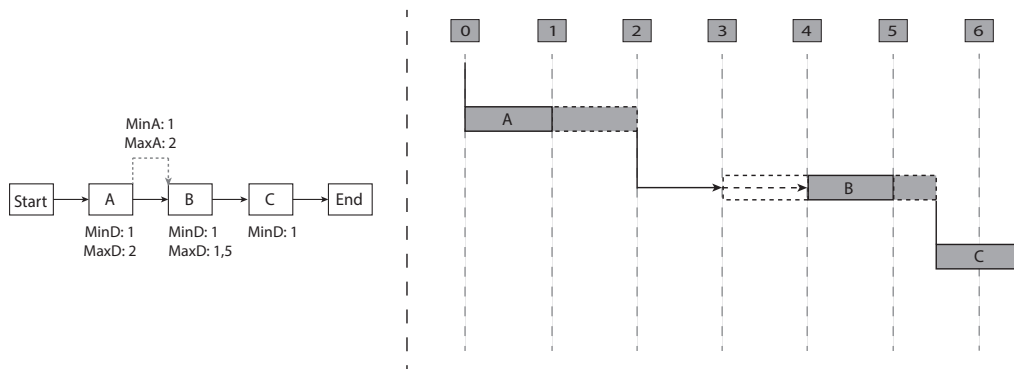 0 1 2 3 4 5 6
A
B
C
MinA: 1
MaxA: 2
Start A B C End
MinD: 1 MinD: 1 MinD: 1
MaxD: 2 MaxD: 1,5